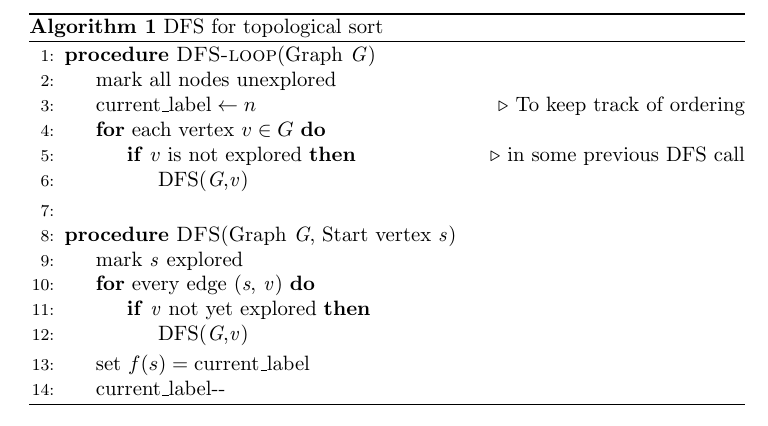 Algorithm 1 DFS for topological sort
1: procedure DFS-LOOP(Graph G)
2: mark all nodes unexplored
3: current_label ← n ▷ To keep track of ordering
4: for each vertex v ∈ G do
5: if v is not explored then ▷ in some previous DFS call
6: DFS(G,v)
7:
8: procedure DFS(Graph G, Start vertex s)
9: mark s explored
10: for every edge (s, v) do
11: if v not yet explored then
12: DFS(G,v)
13: set f(s) = current_label
14: current_label--